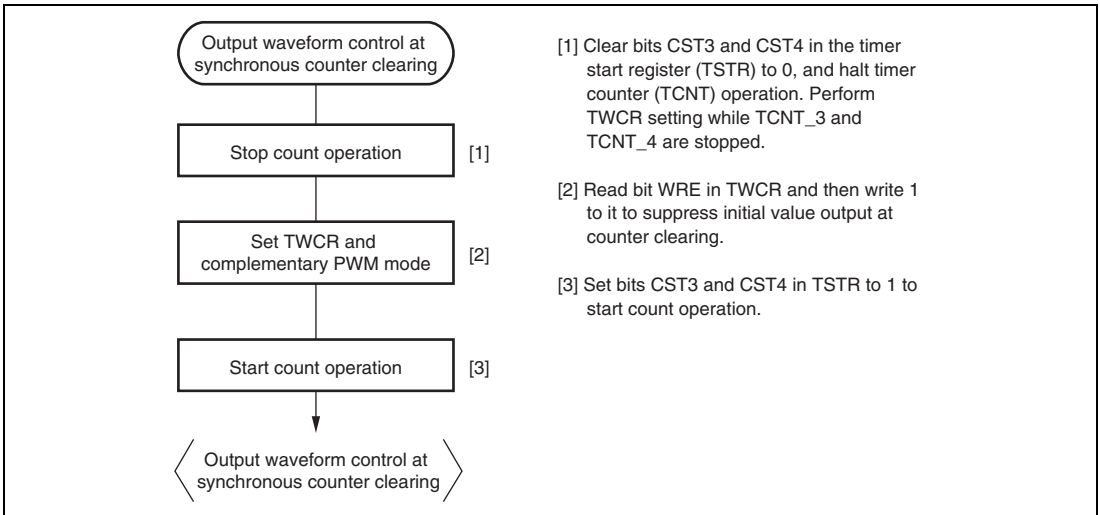 Output waveform control at
synchronous counter clearing
Stop count operation
[1]
Set TWCR and
complementary PWM mode
[2]
Start count operation
[3]
Output waveform control at
synchronous counter clearing
[1] Clear bits CST3 and CST4 in the timer
start register (TSTR) to 0, and halt timer
counter (TCNT) operation. Perform
TWCR setting while TCNT_3 and
TCNT_4 are stopped.
[2] Read bit WRE in TWCR and then write 1
to it to suppress initial value output at
counter clearing.
[3] Set bits CST3 and CST4 in TSTR to 1 to
start count operation.